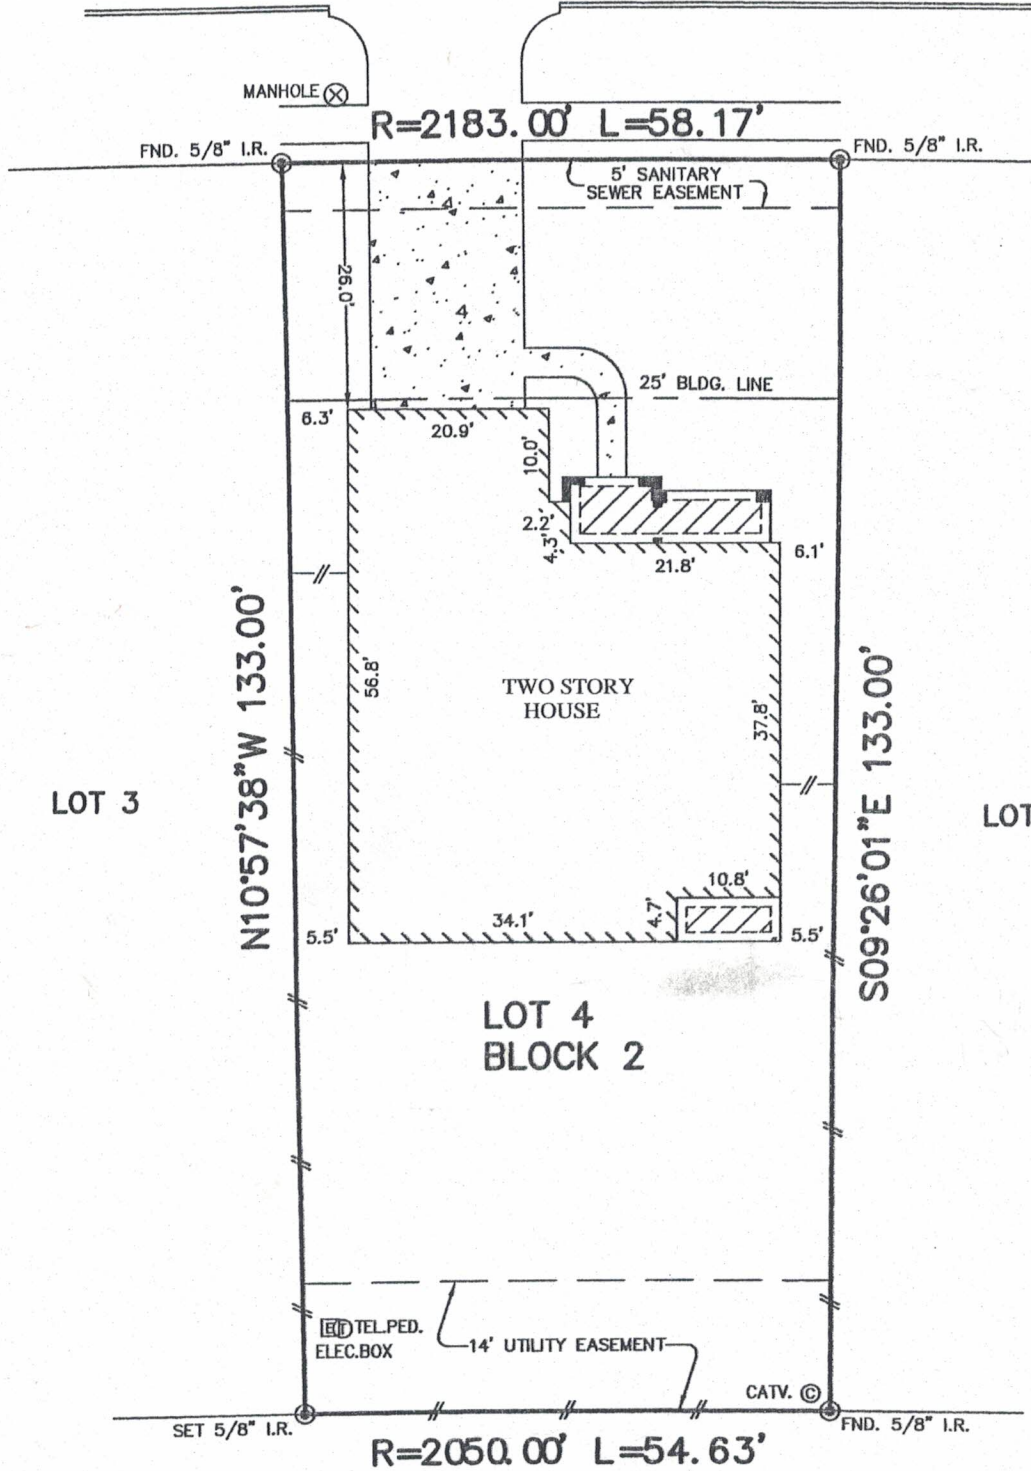 MANHOLE
R=2183.00' L=58.17'
FND. 5/8" I.R.
FND. 5/8" I.R.
5' SANITARY
SEWER EASEMENT
26.0'
4
25' BLDG. LINE
6.3'
20.9'
10.0'
2.2'
4.3'
21.8'
6.1'
N10°57'38"W 133.00'
56.8'
TWO STORY
HOUSE
37.8'
S09°26'01"E 133.00'
LOT 3
LOT
10.8'
4.7'
34.1'
5.5'
5.5'
LOT 4
BLOCK 2
ET TEL.PED.
ELEC.BOX
14' UTILITY EASEMENT
CATV. C
SET 5/8" I.R.
FND. 5/8" I.R.
R=2050.00' L=54.63'